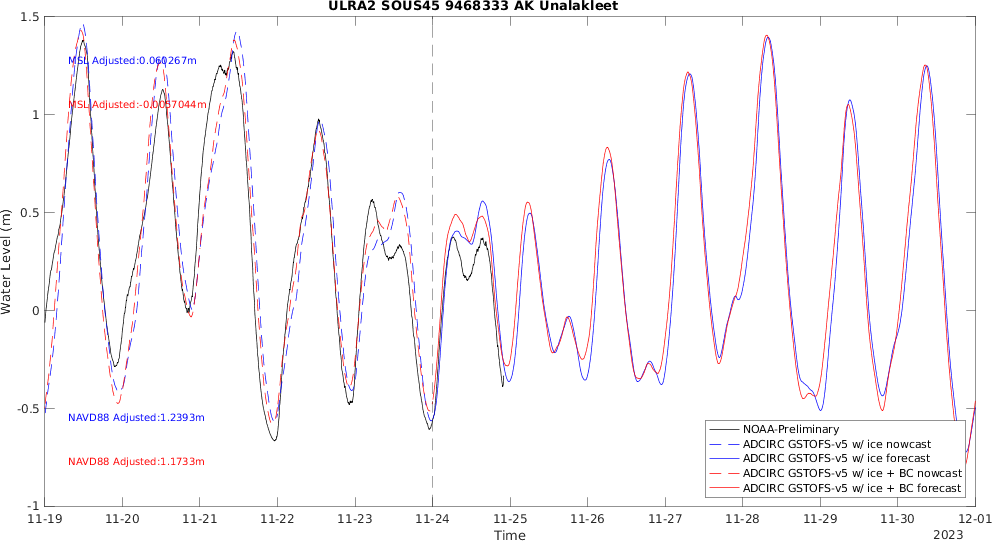 ULRA2 SOUS45 9468333 AK Unalakleet
Water Level (m)
1.5
1
0.5
0
-0.5
-1
MSL Adjusted:0.060267m
MSL Adjusted:-0.0057044m
NAVD88 Adjusted:1.2393m
NAVD88 Adjusted:1.1733m
NOAA-Preliminary
ADCIRC GSTOFS-v5 w/ ice nowcast
ADCIRC GSTOFS-v5 w/ ice forecast
ADCIRC GSTOFS-v5 w/ ice + BC nowcast
ADCIRC GSTOFS-v5 w/ ice + BC forecast
11-19 11-20 11-21 11-22 11-23 11-24 11-25 11-26 11-27 11-28 11-29 11-30 12-01
Time
2023